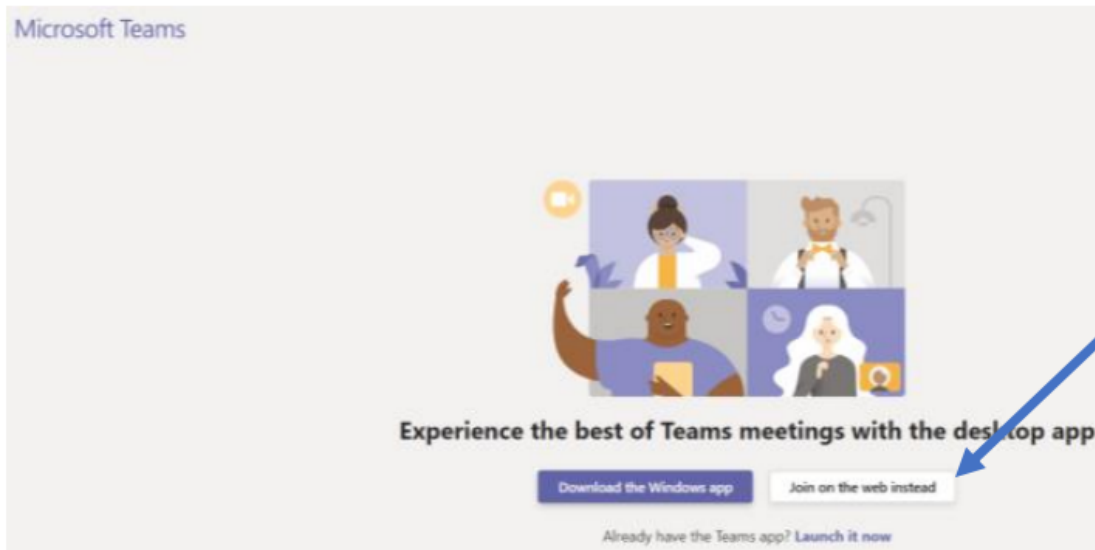 Microsoft Teams
Experience the best of Teams meetings with the desktop app
Download the Windows app
Join on the web instead
Already have the Teams app? Launch it now